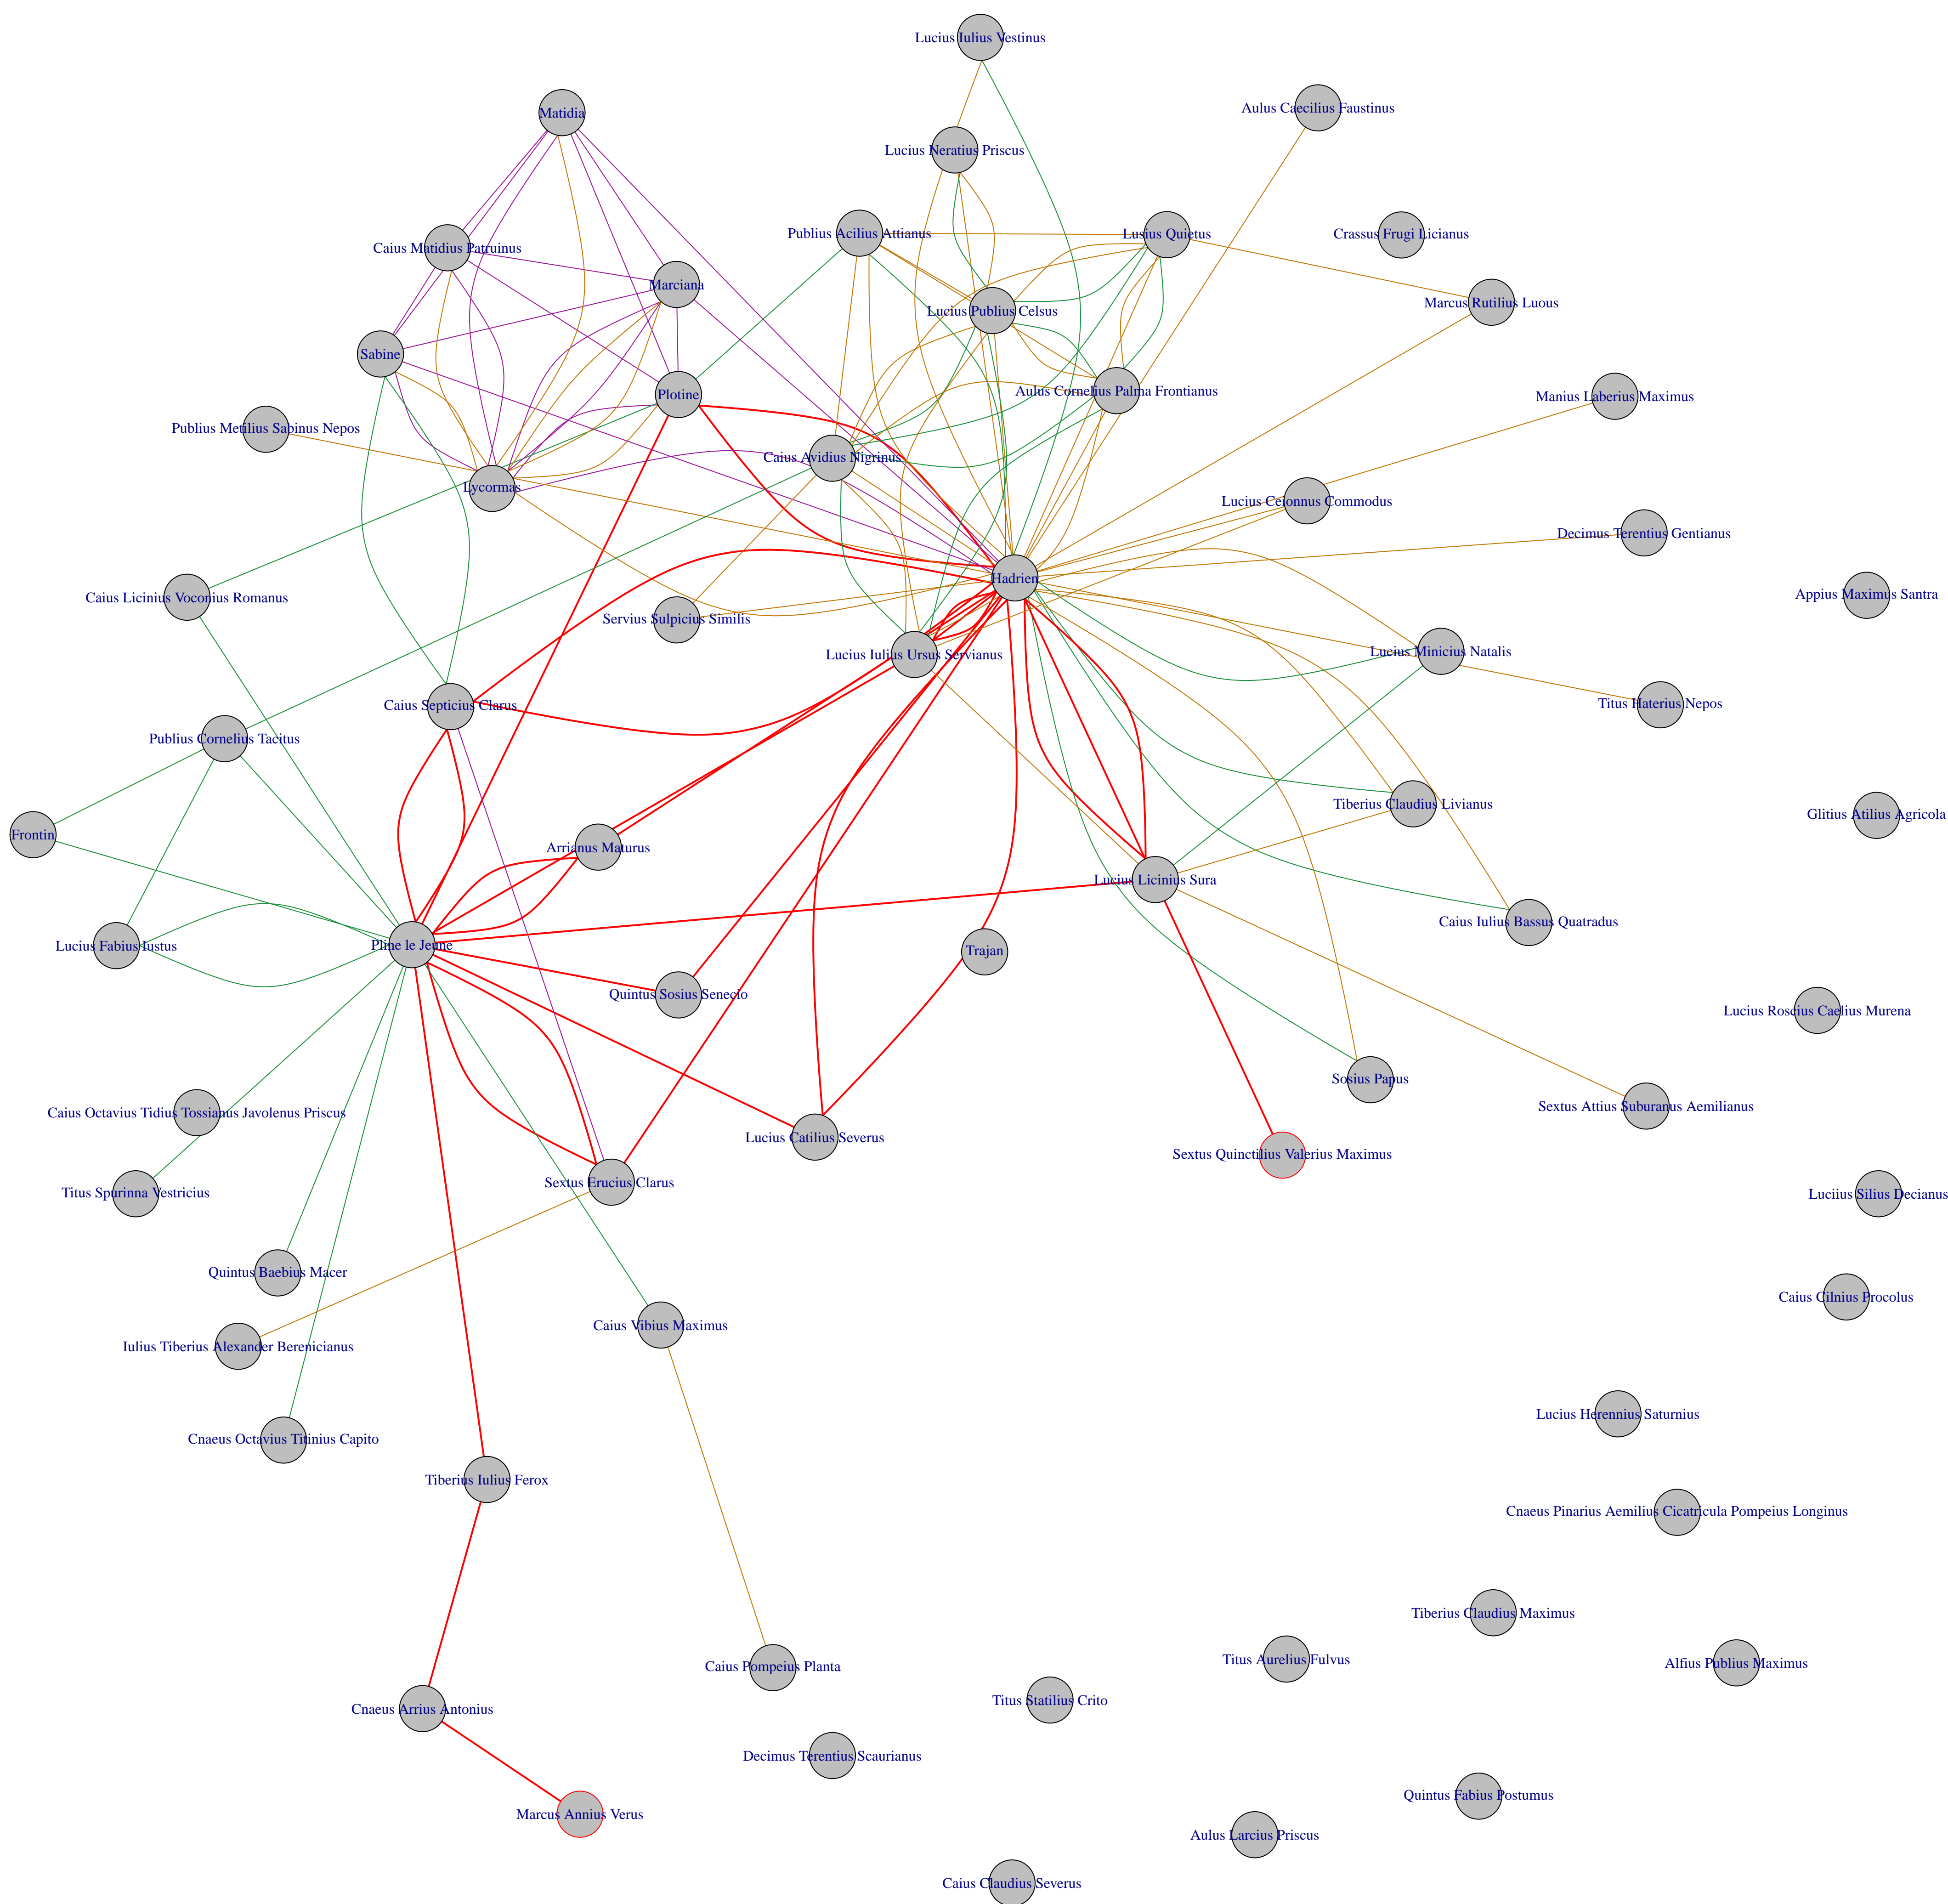 Lucius Iulius Vestinus
Aulus Caecilius Faustinus
Matidia
Lucius Neratius Priscus
Publius Acilius Attianus
Lusius Quietus
Crassus Frugi Licianus
Caius Matidius Patruinus
Marciana
Marcus Rutilius Luous
Lucius Publius Celsus
Sabine
Plotine
Aulus Cornelius Palma Frontianus
Manius Laberius Maximus
Publius Metilius Sabinus Nepos
Caius Avidius Nigrinus
Lycormas
Lucius Ceionnus Commodus
Decimus Terentius Gentianus
Hadrien
Appius Maximus Santra
Caius Licinius Voconius Romanus
Servius Sulpicius Similis
Lucius Iulius Ursus Servianus
Lucius Minicius Natalis
Caius Septicius Clarus
Titus Haterius Nepos
Publius Cornelius Tacitus
Tiberius Claudius Livianus
Glitius Atilius Agricola
Frontin
Arrianus Maturus
Lucius Licinius Sura
Caius Iulius Bassus Quatradus
Lucius Fabius Iustus
Pline le Jeune
Trajan
Quintus Sosius Senecio
Lucius Roscius Caelius Murena
Sosius Papus
Sextus Attius Suburanus Aemilianus
Caius Octavius Tidius Tossianus Javolenus Priscus
Lucius Catilius Severus
Sextus Quinctilius Valerius Maximus
Sextus Erucius Clarus
Titus Spurinna Vestricius
Luciius Silius Decianus
Quintus Baebius Macer
Caius Cilnius Procolus
Caius Vibius Maximus
Iulius Tiberius Alexander Berenicianus
Lucius Herennius Saturnius
Cnaeus Octavius Titinius Capito
Tiberius Iulius Ferox
Cnaeus Pinarius Aemilius Cicatricula Pompeius Longinus
Tiberius Claudius Maximus
Titus Aurelius Fulvus
Alfius Publius Maximus
Caius Pompeius Planta
Titus Statilius Crito
Cnaeus Arrius Antonius
Decimus Terentius Scaurianus
Quintus Fabius Postumus
Marcus Annius Verus
Aulus Larcius Priscus
Caius Claudius Severus